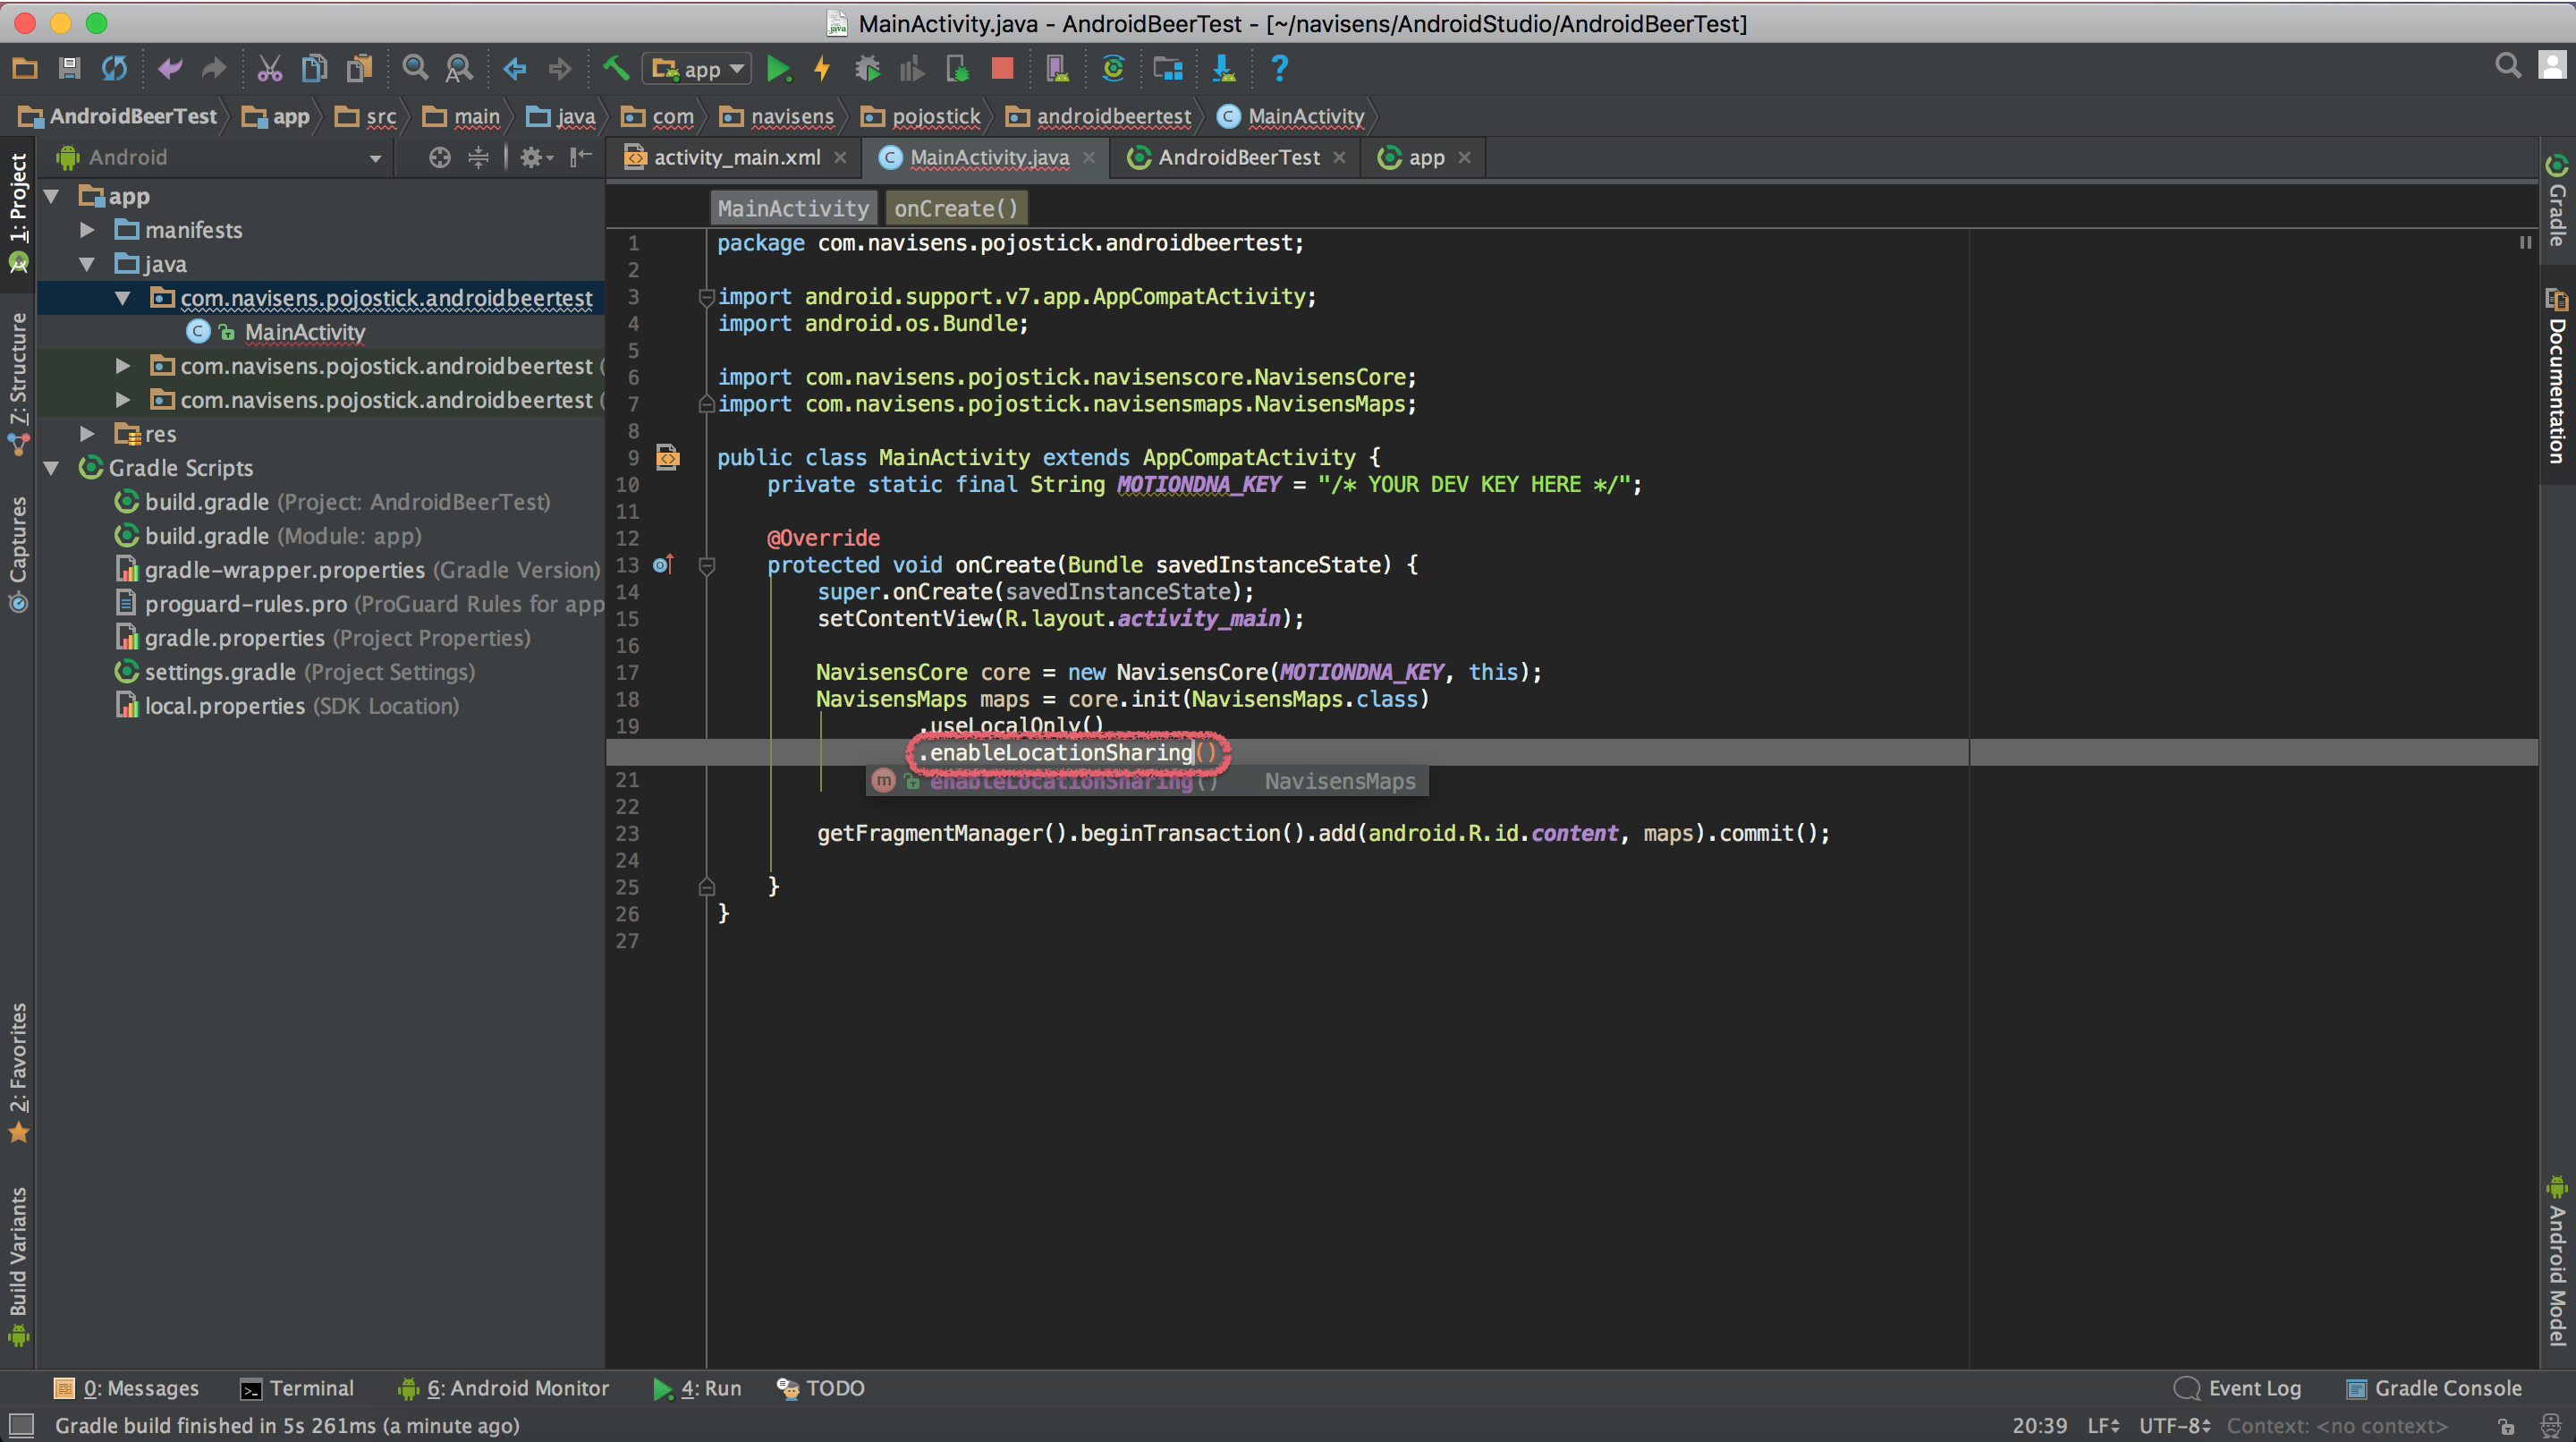 MainActivity.java - AndroidBeerTest - [~/navisens/AndroidStudio/AndroidBeerTest]
app
AndroidBeerTest app src main java com navisens pojostick androidbeertest MainActivity
Android
activity_main.xml MainActivity.java AndroidBeerTest app
1: Project
Z: Structure
Captures
2: Favorites
Build Variants
app
manifests
java
com.navisens.pojostick.androidbeertest
MainActivity
com.navisens.pojostick.androidbeertest (
com.navisens.pojostick.androidbeertest (
res
Gradle Scripts
build.gradle (Project: AndroidBeerTest)
build.gradle (Module: app)
gradle-wrapper.properties (Gradle Version)
proguard-rules.pro (ProGuard Rules for app
gradle.properties (Project Properties)
settings.gradle (Project Settings)
local.properties (SDK Location)
MainActivity onCreate()
1 package com.navisens.pojostick.androidbeertest;
2
3 import android.support.v7.app.AppCompatActivity;
4 import android.os.Bundle;
5
6 import com.navisens.pojostick.navisenscore.NavisensCore;
7 import com.navisens.pojostick.navisensmaps.NavisensMaps;
8
9 public class MainActivity extends AppCompatActivity {
10 private static final String MOTIONDNA_KEY = "/* YOUR DEV KEY HERE */";
11
12 @Override
13 protected void onCreate(Bundle savedInstanceState) {
14 super.onCreate(savedInstanceState);
15 setContentView(R.layout.activity_main);
16
17 NavisensCore core = new NavisensCore(MOTIONDNA_KEY, this);
18 NavisensMaps maps = core.init(NavisensMaps.class)
19 .useLocalOnly()
.enableLocationSharing()
21 enableLocationSharing() NavisensMaps
22
23 getFragmentManager().beginTransaction().add(android.R.id.content, maps).commit();
24
25 }
26 }
27
Gradle
Documentation
Android Model
0: Messages Terminal 6: Android Monitor 4: Run TODO Event Log Gradle Console
Gradle build finished in 5s 261ms (a minute ago) 20:39 LF UTF-8 Context: <no context>